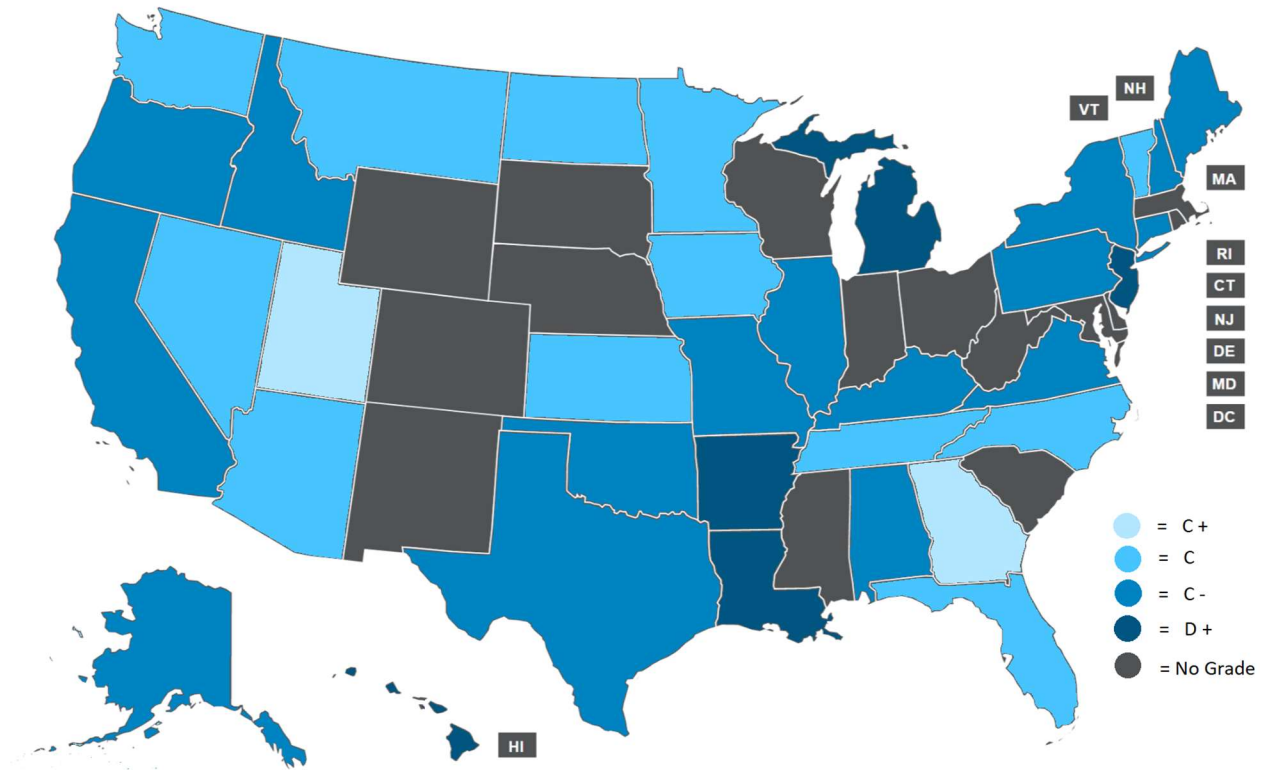 NH
VT
MA
RI
CT
NJ
DE
MD
DC
= C +
= C
= C -
= D +
= No Grade
HI